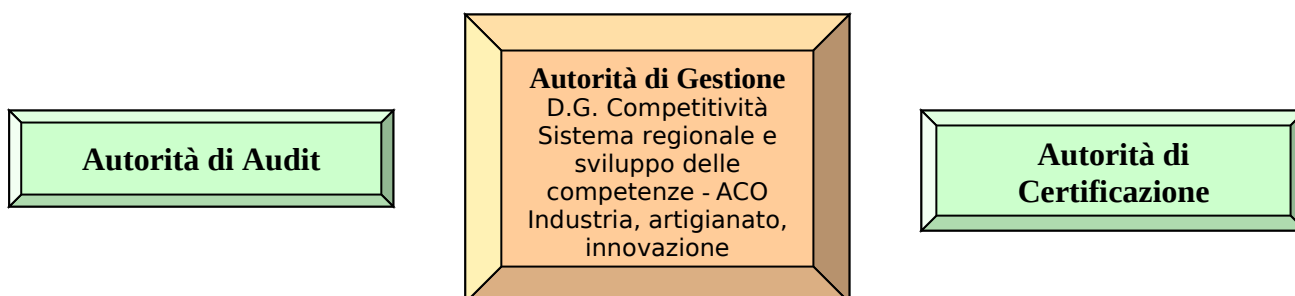 Autorità di Audit
Autorità di Gestione
D.G. Competitività
Sistema regionale e
sviluppo delle
competenze - ACO
Industria, artigianato,
innovazione
Autorità di
Certificazione